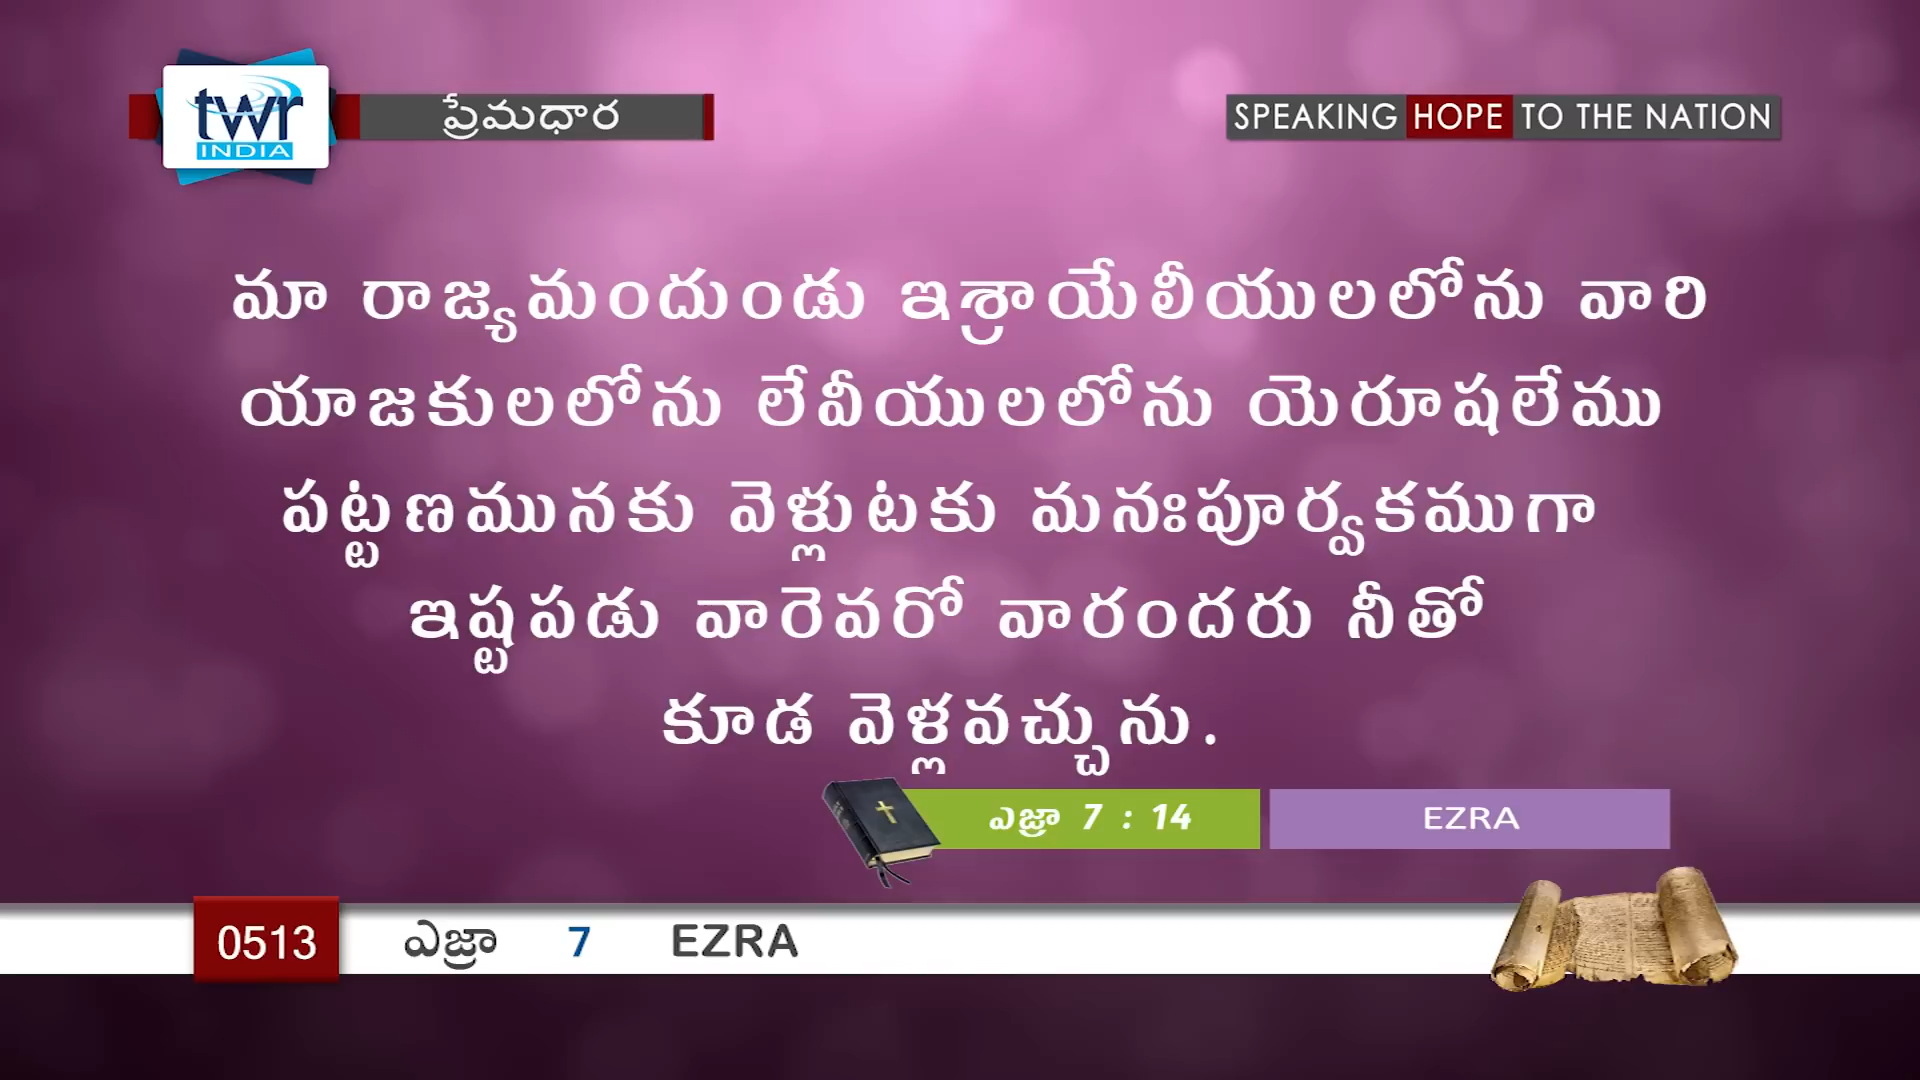 twr
INDIA
ప్రేమధార
SPEAKING HOPE TO THE NATION
మా రాజ్యమందుండు ఇశ్రాయేలీయులలోను వారి
యాజకులలోను లేవీయులలోను యెరూషలేము
పట్టణమునకు వెళ్లుటకు మనఃపూర్వకముగా
ఇష్టపడు వారెవరో వారందరు నీతో
కూడ వెళ్లవచ్చును.
ఎజ్రా 7 : 14
EZRA
0513 ఎజ్రా 7 EZRA